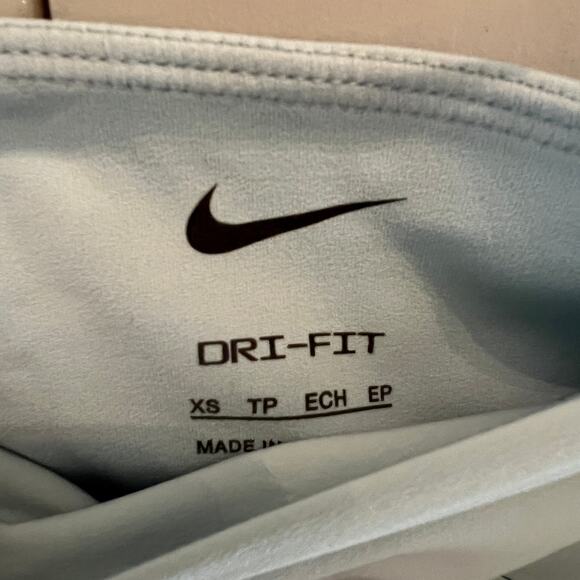 DRI-FIT
XS TP ECH EP
MADE IN